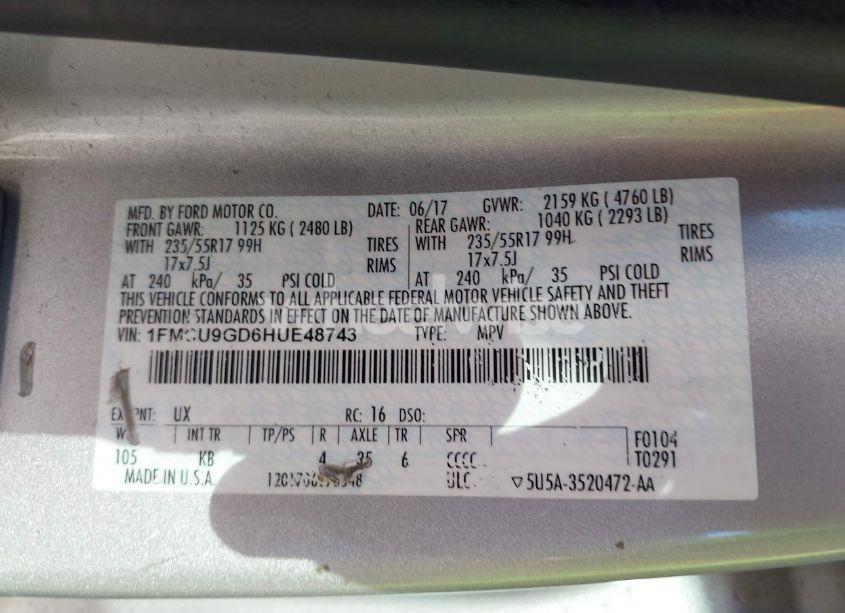 MFD. BY FORD MOTOR CO. DATE: 06/17 GVWR: 2159 KG ( 4760 LB)
FRONT GAWR: 1125 KG ( 2480 LB) REAR GAWR: 1040 KG ( 2293 LB)
WITH 235/55R17 99H TIRES WITH 235/55R17 99H TIRES
17x7.5J RIMS 17x7.5J RIMS
AT 240 kPa/ 35 PSI COLD AT 240 kPa/ 35 PSI COLD
THIS VEHICLE CONFORMS TO ALL APPLICABLE FEDERAL MOTOR VEHICLE SAFETY AND THEFT
PREVENTION STANDARDS IN EFFECT ON THE DATE OF MANUFACTURE SHOWN ABOVE.
VIN: 1FMCU9GD6HUE48743 TYPE: MPV
UX RC: 16 DSO:
INT TR TP/PS R AXLE TR SPR F0104
105 KB 4 35 6 T0291
MADE IN U.S.A. ▽5U5A-3520472-AA